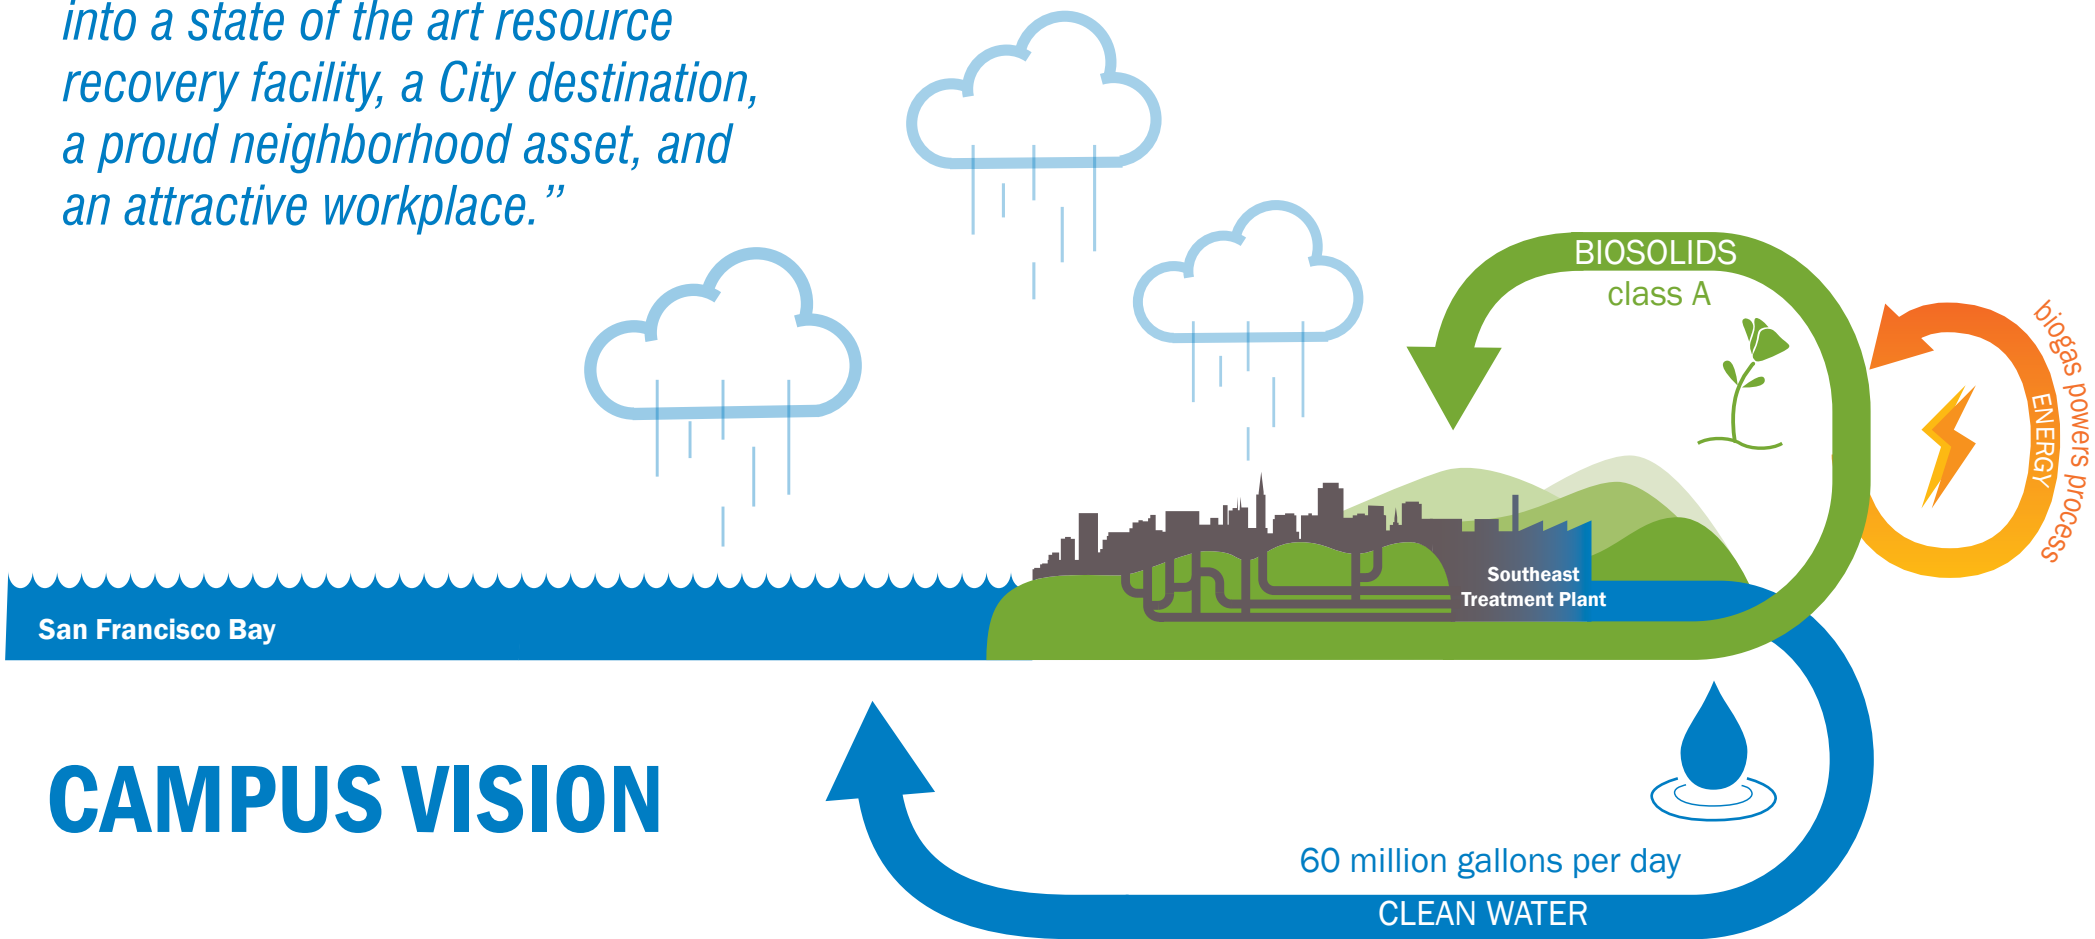 into a state of the art resource
recovery facility, a City destination,
a proud neighborhood asset, and
an attractive workplace.”
BIOSOLIDS
class A
biogas powers process
ENERGY
Southeast
Treatment Plant
San Francisco Bay
CAMPUS VISION
60 million gallons per day
CLEAN WATER